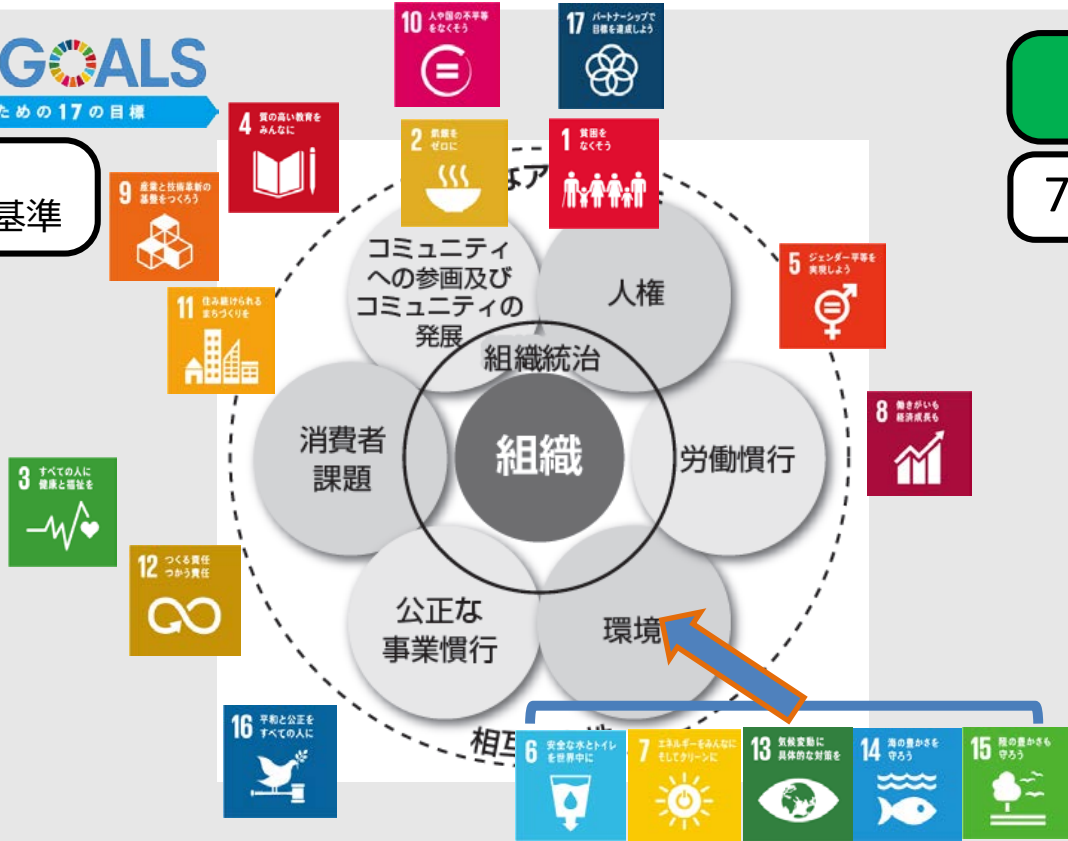 GOALS
ための17の目標
基準
7
10 人や国の不平等
をなくそう
17 パートナーシップで
目標を達成しよう
4 質の高い教育を
みんなに
2 飢餓を
ゼロに
1 貧困を
なくそう
9 産業と技術革新の
基盤をつくろう
なア
コミュニティ
への参画及び
コミュニティの
発展
人権
5 ジェンダー平等を
実現しよう
11 住み続けられる
まちづくりを
組織統治
8 働きがいも
経済成長も
消費者
課題
組織
労働慣行
3 すべての人に
健康と福祉を
12 つくる責任
つかう責任
公正な
事業慣行
環境
16 平和と公正を
すべての人に
相互
6 安全な水とトイレ
を世界中に
7 エネルギーをみんなに
そしてクリーンに
13 気候変動に
具体的な対策を
14 海の豊かさを
守ろう
15 陸の豊かさも
守ろう